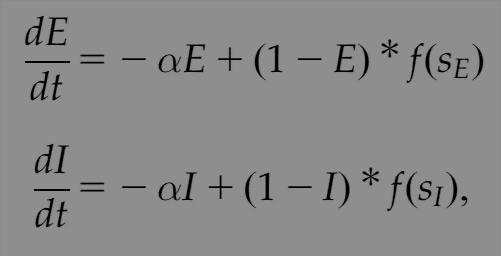 dE/dt = − αE + (1 − E) * f(s_E)
dI/dt = − αI + (1 − I) * f(s_I),